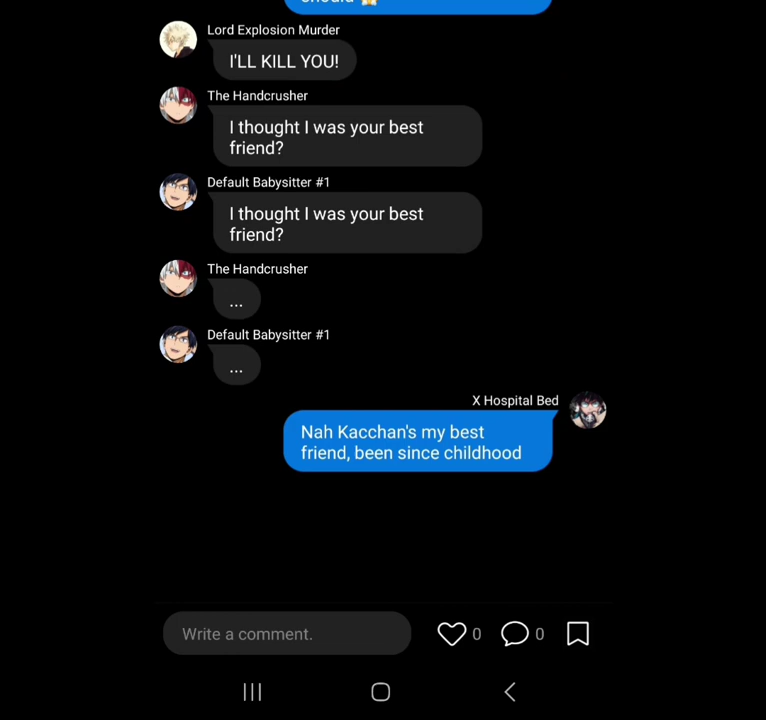 should
Lord Explosion Murder
I'LL KILL YOU!
The Handcrusher
I thought I was your best
friend?
Default Babysitter #1
I thought I was your best
friend?
The Handcrusher
...
Default Babysitter #1
...
X Hospital Bed
Nah Kacchan's my best
friend, been since childhood
Write a comment.
0
0